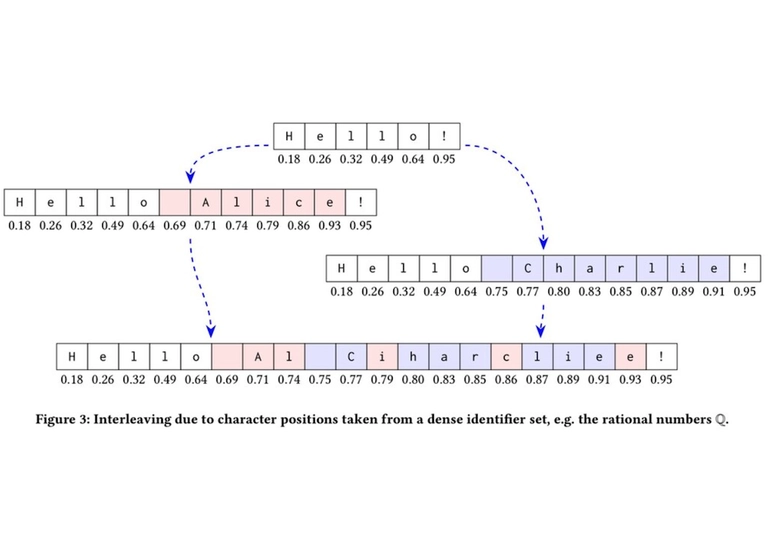 H e l l o !
0.18 0.26 0.32 0.49 0.64 0.95
H e l l o A l i c e !
0.18 0.26 0.32 0.49 0.64 0.69 0.71 0.74 0.79 0.86 0.93 0.95
H e l l o C h a r l i e !
0.18 0.26 0.32 0.49 0.64 0.75 0.77 0.80 0.83 0.85 0.87 0.89 0.91 0.95
H e l l o A l C i h a r c l i e e !
0.18 0.26 0.32 0.49 0.64 0.69 0.71 0.74 0.75 0.77 0.79 0.80 0.83 0.85 0.86 0.87 0.89 0.91 0.93 0.95
Figure 3: Interleaving due to character positions taken from a dense identifier set, e.g. the rational numbers ℚ.